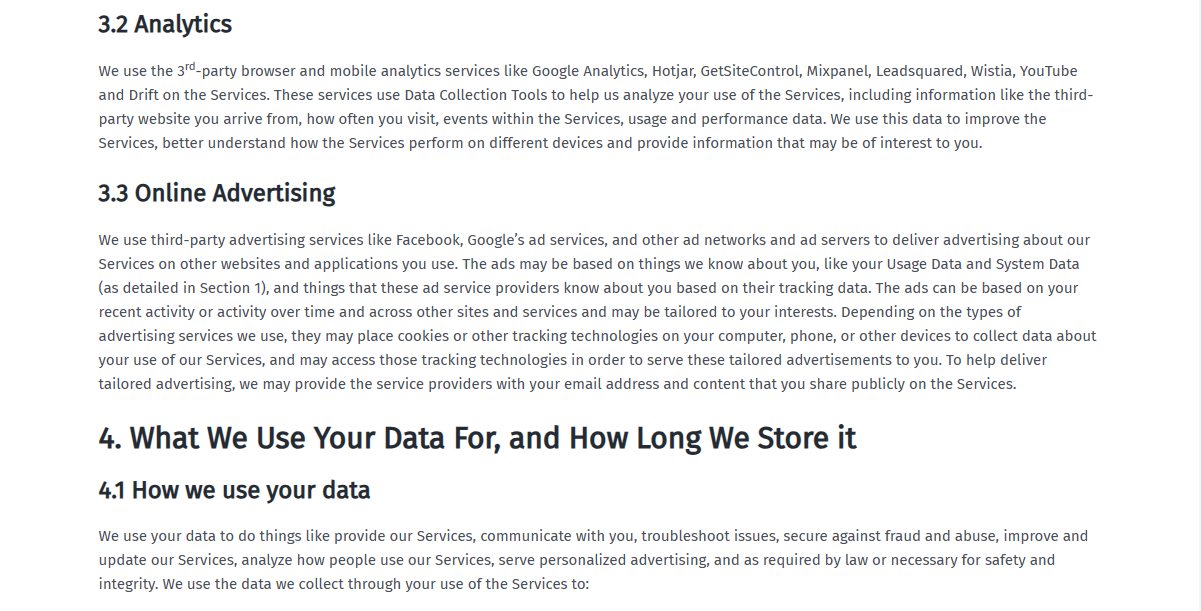 3.2 Analytics
We use the 3rd-party browser and mobile analytics services like Google Analytics, Hotjar, GetSiteControl, Mixpanel, Leadsquared, Wistia, YouTube
and Drift on the Services. These services use Data Collection Tools to help us analyze your use of the Services, including information like the third-
party website you arrive from, how often you visit, events within the Services, usage and performance data. We use this data to improve the
Services, better understand how the Services perform on different devices and provide information that may be of interest to you.
3.3 Online Advertising
We use third-party advertising services like Facebook, Google’s ad services, and other ad networks and ad servers to deliver advertising about our
Services on other websites and applications you use. The ads may be based on things we know about you, like your Usage Data and System Data
(as detailed in Section 1), and things that these ad service providers know about you based on their tracking data. The ads can be based on your
recent activity or activity over time and across other sites and services and may be tailored to your interests. Depending on the types of
advertising services we use, they may place cookies or other tracking technologies on your computer, phone, or other devices to collect data about
your use of our Services, and may access those tracking technologies in order to serve these tailored advertisements to you. To help deliver
tailored advertising, we may provide the service providers with your email address and content that you share publicly on the Services.
4. What We Use Your Data For, and How Long We Store it
4.1 How we use your data
We use your data to do things like provide our Services, communicate with you, troubleshoot issues, secure against fraud and abuse, improve and
update our Services, analyze how people use our Services, serve personalized advertising, and as required by law or necessary for safety and
integrity. We use the data we collect through your use of the Services to: